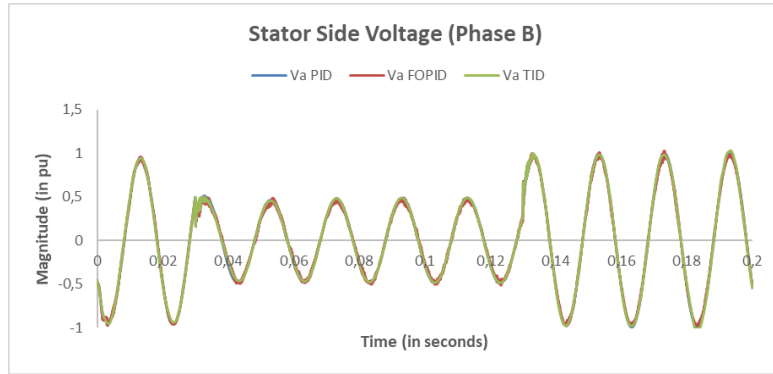 Stator Side Voltage (Phase B)
Va PID Va FOPID Va TID
1,5
1
0,5
0
-0,5
-1
Magnitude (in pu)
0 0,02 0,04 0,06 0,08 0,1 0,12 0,14 0,16 0,18 0,2
Time (in seconds)